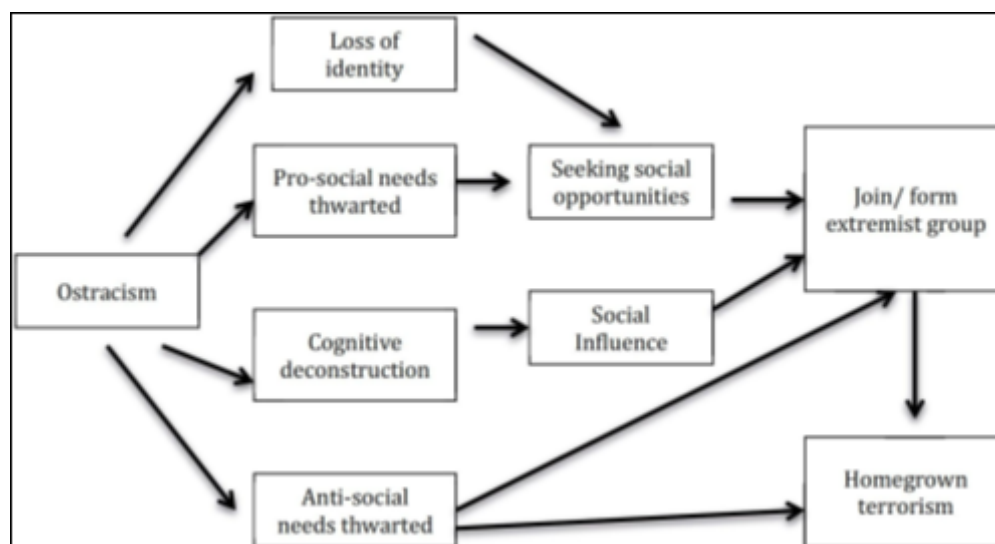 Loss of
identity
Pro-social needs
thwarted
Seeking social
opportunities
Join/ form
extremist group
Ostracism
Cognitive
deconstruction
Social
Influence
Anti-social
needs thwarted
Homegrown
terrorism